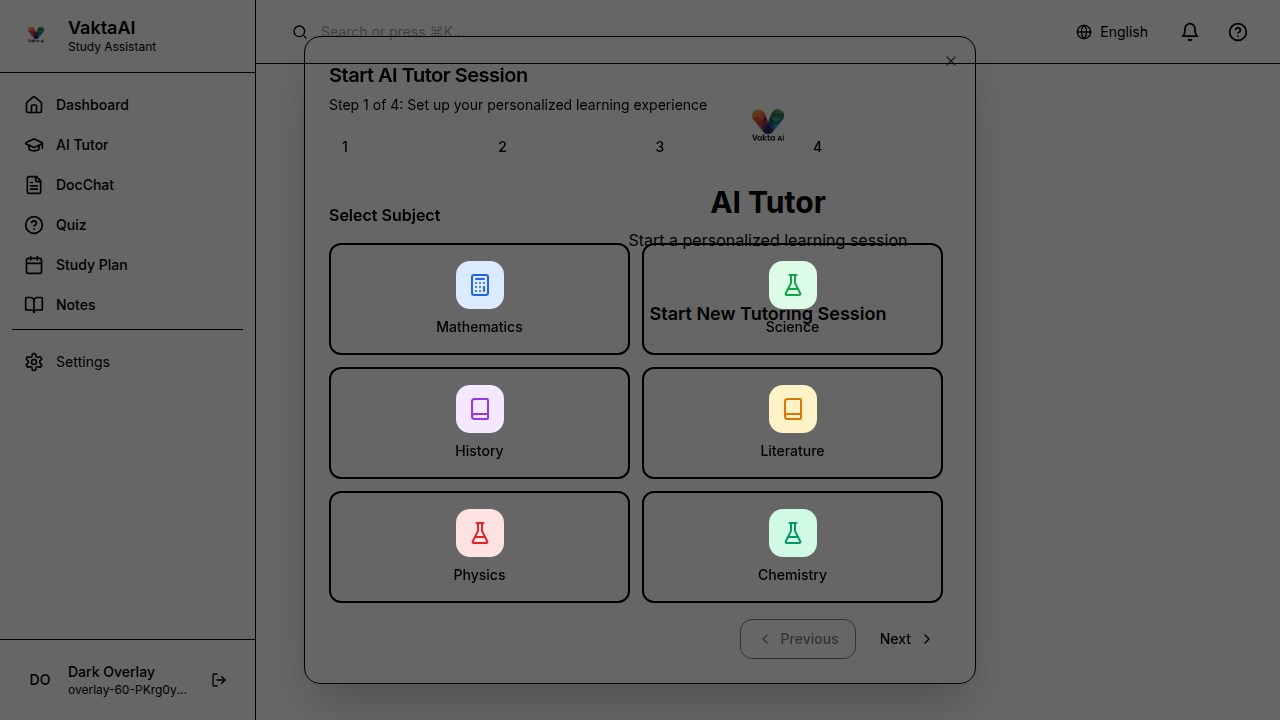 VaktaAI
Study Assistant
Dashboard
AI Tutor
DocChat
Quiz
Study Plan
Notes
Settings
DO
Dark Overlay
overlay-60-PKrg0y...
Search or press ⌘K...
English
Start AI Tutor Session
Step 1 of 4: Set up your personalized learning experience
1 2 3 4
Vakta Ai
AI Tutor
Start a personalized learning session
Select Subject
Start New Tutoring Session
Mathematics
Science
History
Literature
Physics
Chemistry
Previous
Next